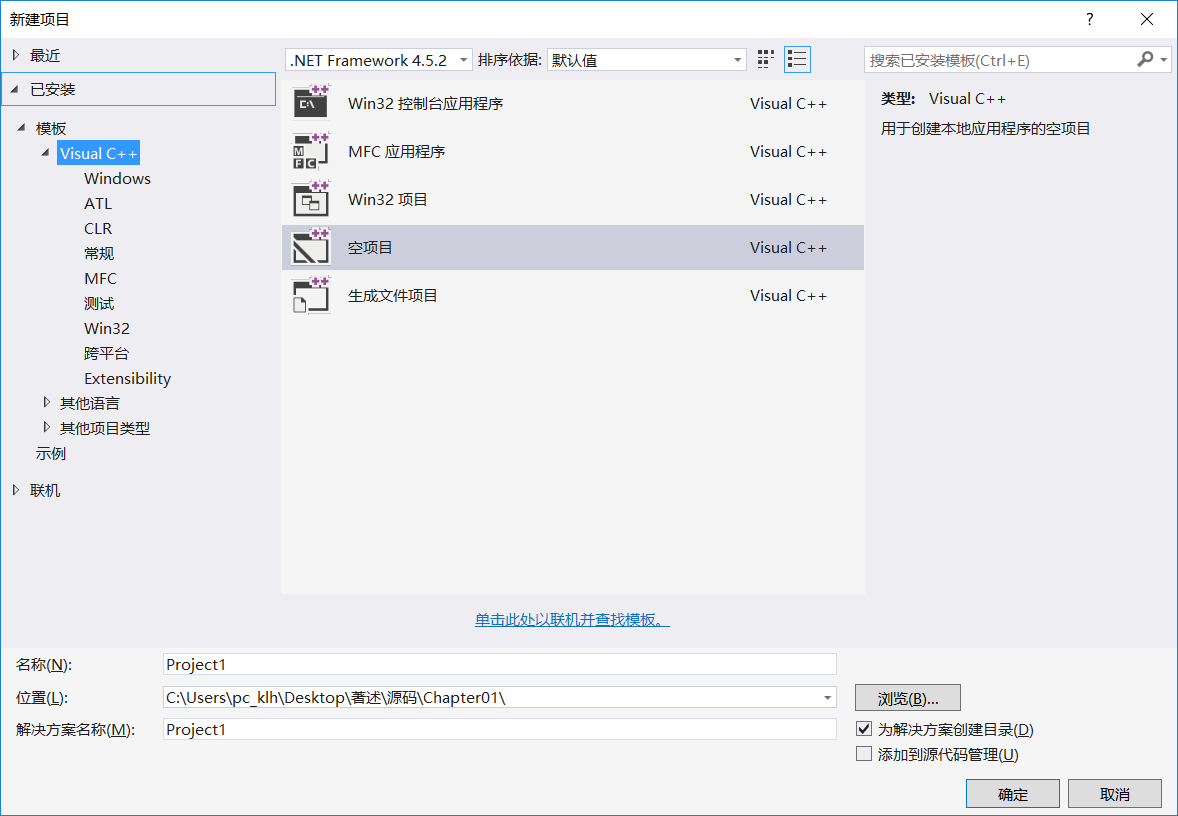 新建项目
?
最近
已安装
模板
Visual C++
Windows
ATL
CLR
常规
MFC
测试
Win32
跨平台
Extensibility
其他语言
其他项目类型
示例
联机
.NET Framework 4.5.2 排序依据: 默认值
Win32 控制台应用程序 Visual C++
MFC 应用程序 Visual C++
Win32 项目 Visual C++
空项目 Visual C++
生成文件项目 Visual C++
单击此处以联机并查找模板。
搜索已安装模板(Ctrl+E)
类型: Visual C++
用于创建本地应用程序的空项目
名称(N): Project1
位置(L): C:\Users\pc_klh\Desktop\著述\源码\Chapter01\ 浏览(B)...
解决方案名称(M): Project1 为解决方案创建目录(D)
添加到源代码管理(U)
确定 取消